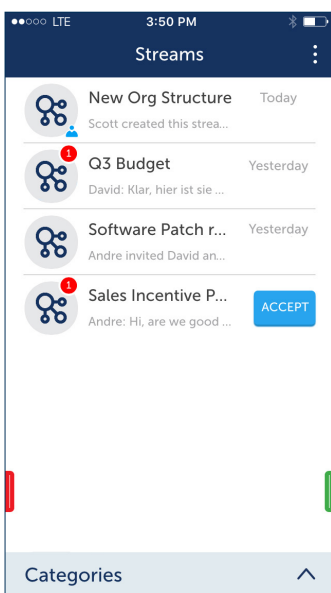 LTE 3:50 PM
Streams
New Org Structure Today
Scott created this strea...
1
Q3 Budget Yesterday
David: Klar, hier ist sie ...
Software Patch r... Yesterday
Andre invited David an...
1
Sales Incentive P...
ACCEPT
Andre: Hi, are we good ...
Categories